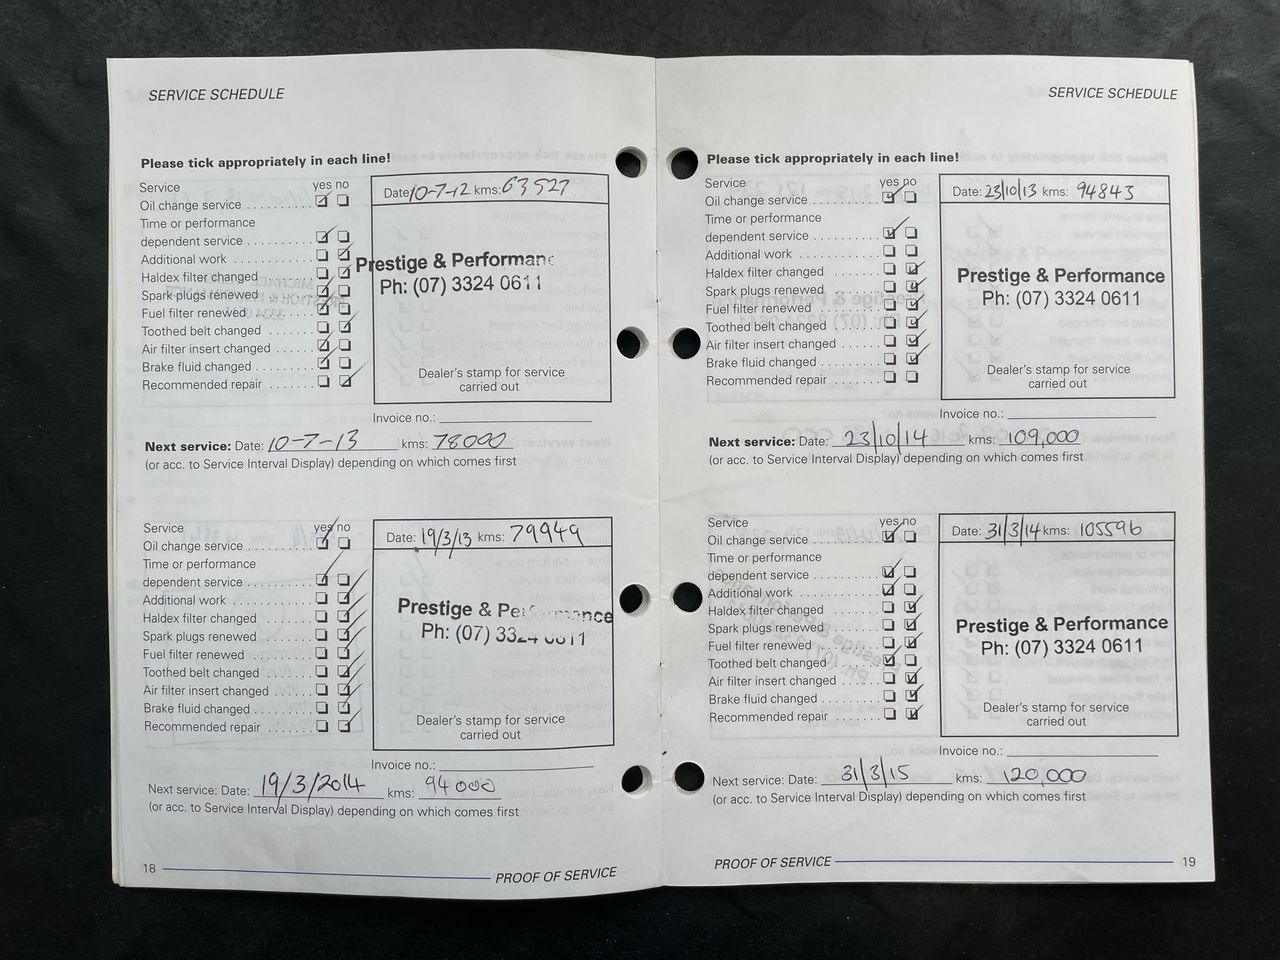 SERVICE SCHEDULE
Please tick appropriately in each line!
Service yes no
Oil change service
Time or performance
dependent service
Additional work
Haldex filter changed
Spark plugs renewed
Fuel filter renewed
Toothed belt changed
Air filter insert changed
Brake fluid changed
Recommended repair
Date 10-7-12 kms: 63527
Prestige & Performanc
Ph: (07) 3324 0611
Dealer's stamp for service
carried out
Invoice no.:
Next service: Date: 10-7-13 kms: 78000
(or acc. to Service Interval Display) depending on which comes first
Service yes no
Oil change service
Time or performance
dependent service
Additional work
Haldex filter changed
Spark plugs renewed
Fuel filter renewed
Toothed belt changed
Air filter insert changed
Brake fluid changed
Recommended repair
Date: 19/3/13 kms: 79949
Prestige & Performance
Ph: (07) 3324 0611
Dealer's stamp for service
carried out
Invoice no.:
Next service: Date: 19/3/2014 kms: 94000
(or acc. to Service Interval Display) depending on which comes first
18 PROOF OF SERVICE
SERVICE SCHEDULE
Please tick appropriately in each line!
Service yes no
Oil change service
Time or performance
dependent service
Additional work
Haldex filter changed
Spark plugs renewed
Fuel filter renewed
Toothed belt changed
Air filter insert changed
Brake fluid changed
Recommended repair
Date: 23/10/13 kms: 94843
Prestige & Performance
Ph: (07) 3324 0611
Dealer's stamp for service
carried out
Invoice no.:
Next service: Date: 23/10/14 kms: 109,000
(or acc. to Service Interval Display) depending on which comes first
Service yes no
Oil change service
Time or performance
dependent service
Additional work
Haldex filter changed
Spark plugs renewed
Fuel filter renewed
Toothed belt changed
Air filter insert changed
Brake fluid changed
Recommended repair
Date: 31/3/14 kms: 105596
Prestige & Performance
Ph: (07) 3324 0611
Dealer's stamp for service
carried out
Invoice no.:
Next service: Date: 31/3/15 kms: 120,000
(or acc. to Service Interval Display) depending on which comes first
PROOF OF SERVICE 19